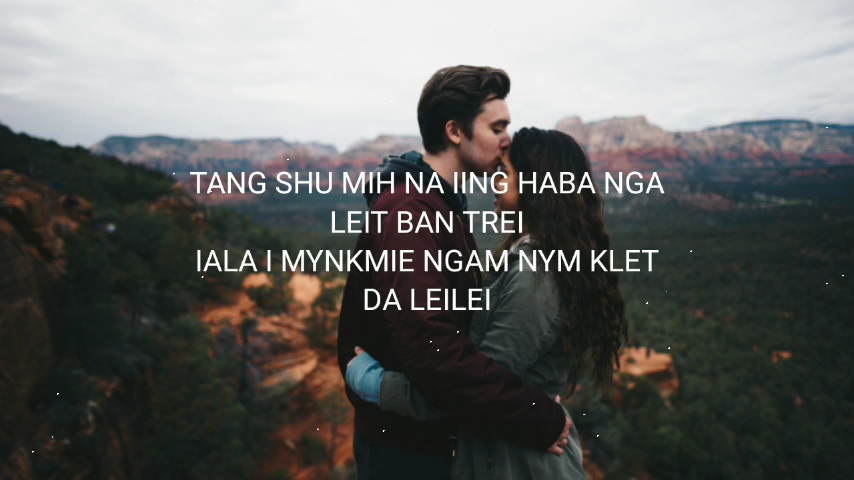 TANG SHU MIH NA IING HABA NGA
LEIT BAN TREI
IALA I MYNKMIE NGAM NYM KLET
DA LEILEI